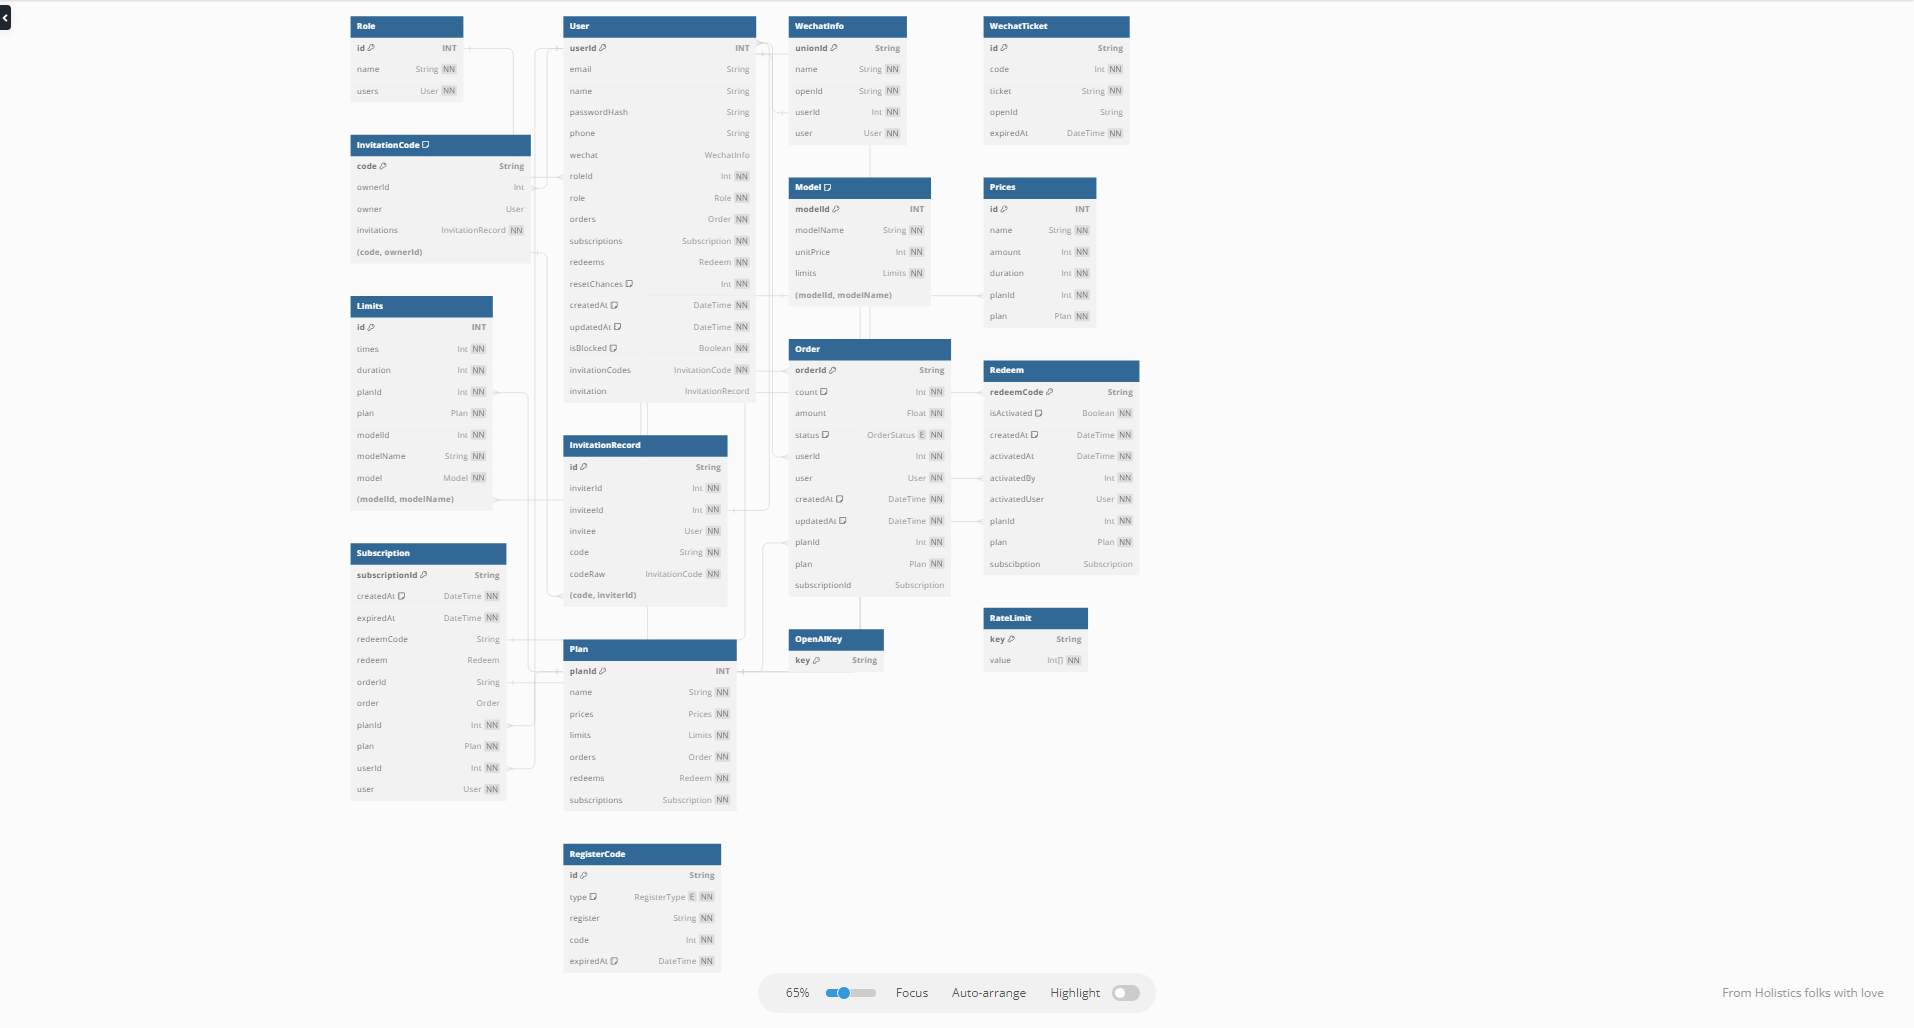 Role
id INT
name String NN
users User NN
InvitationCode
code String
ownerId Int
owner User
invitations InvitationRecord NN
(code, ownerId)
Limits
id INT
times Int NN
duration Int NN
planId Int NN
plan Plan NN
modelId Int NN
modelName String NN
model Model NN
(modelId, modelName)
Subscription
subscriptionId String
createdAt DateTime NN
expiredAt DateTime NN
redeemCode String
redeem Redeem
orderId String
order Order
planId Int NN
plan Plan NN
userId Int NN
user User NN
User
userId INT
email String
name String
passwordHash String
phone String
wechat WechatInfo
roleId Int NN
role Role NN
orders Order NN
subscriptions Subscription NN
redeems Redeem NN
resetChances Int NN
createdAt DateTime NN
updatedAt DateTime NN
isBlocked Boolean NN
invitationCodes InvitationCode NN
invitation InvitationRecord
InvitationRecord
id String
inviterId Int NN
inviteeId Int NN
invitee User NN
code String NN
codeRaw InvitationCode NN
(code, inviterId)
Plan
planId INT
name String NN
prices Prices NN
limits Limits NN
orders Order NN
redeems Redeem NN
subscriptions Subscription NN
RegisterCode
id String
type RegisterType E NN
register String NN
code Int NN
expiredAt DateTime NN
WechatInfo
unionId String
name String NN
openId String NN
userId Int NN
user User NN
Model
modelId INT
modelName String NN
unitPrice Int NN
limits Limits NN
(modelId, modelName)
Order
orderId String
count Int NN
amount Float NN
status OrderStatus E NN
userId Int NN
user User NN
createdAt DateTime NN
updatedAt DateTime NN
planId Int NN
plan Plan NN
subscriptionId Subscription
OpenAIKey
key String
WechatTicket
id String
code Int NN
ticket String NN
openId String
expiredAt DateTime NN
Prices
id INT
name String NN
amount Int NN
duration Int NN
planId Int NN
plan Plan NN
Redeem
redeemCode String
isActivated Boolean NN
createdAt DateTime NN
activatedAt DateTime NN
activatedBy Int NN
activatedUser User NN
planId Int NN
plan Plan NN
subscibption Subscription
RateLimit
key String
value Int[] NN
65% Focus Auto-arrange Highlight
From Holistics folks with love